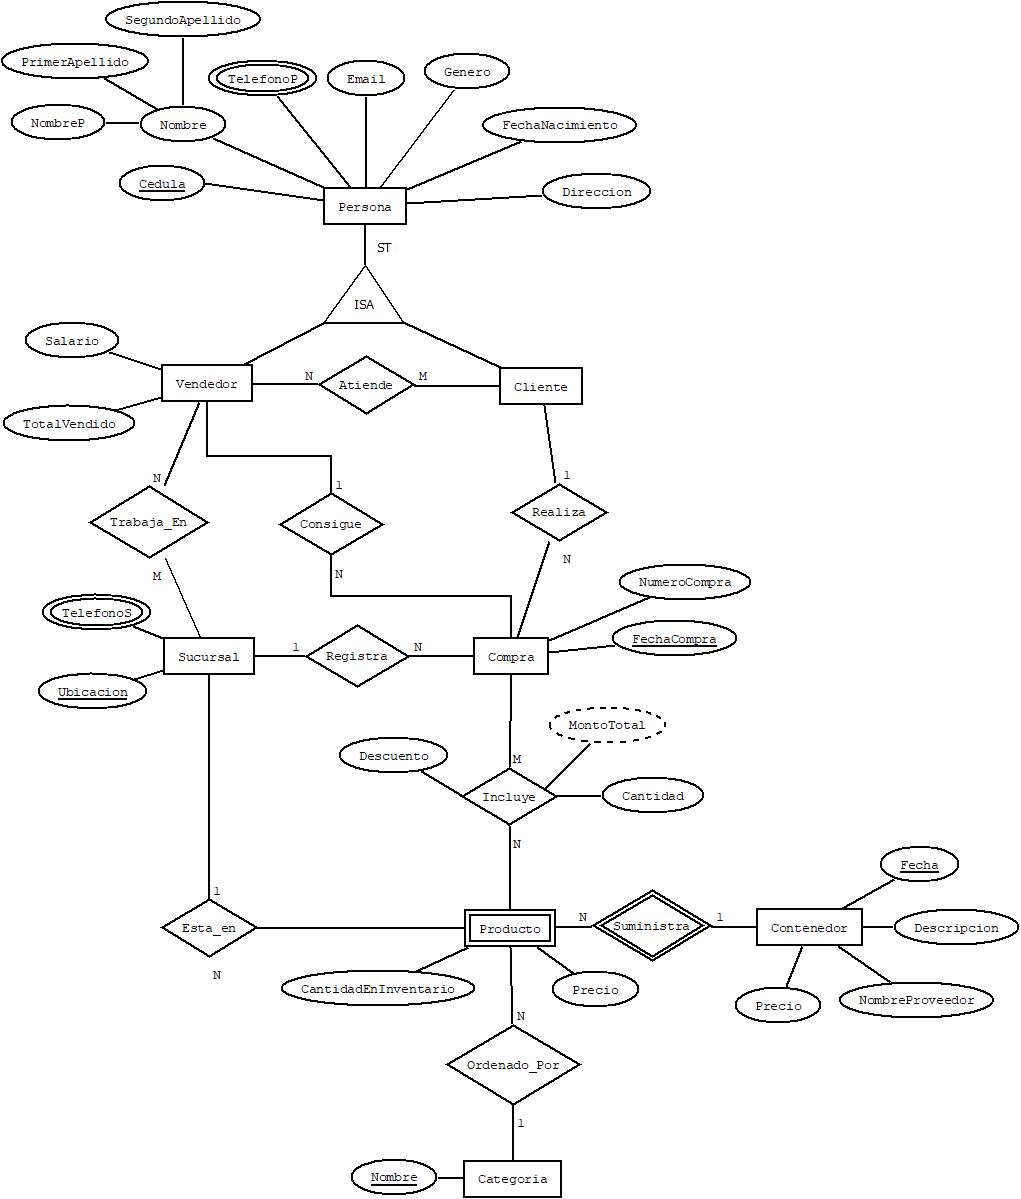 SegundoApellido
PrimerApellido
TelefonoP
Email
Genero
NombreP
Nombre
FechaNacimiento
Cedula
Direccion
Persona
ST
ISA
Salario
Vendedor
N
Atiende
M
Cliente
TotalVendido
N
1
1
Trabaja_En
Consigue
Realiza
M
N
N
NumeroCompra
TelefonoS
FechaCompra
Sucursal
1
Registra
N
Compra
Ubicacion
MontoTotal
Descuento
M
Incluye
Cantidad
N
Fecha
1
Esta_en
N
Producto
N
Suministra
1
Contenedor
Descripcion
CantidadEnInventario
Precio
Precio
NombreProveedor
N
Ordenado_Por
1
Nombre
Categoria